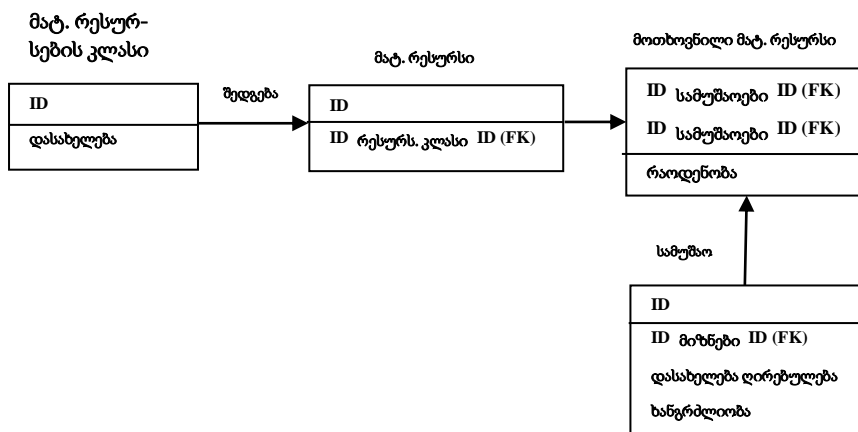 მატ. რესურ-
სების კლასი
ID
დასახელება
შედგება
მატ. რესურსი
ID
ID რესურს. კლასი ID (FK)
მოთხოვნილი მატ. რესურსი
ID სამუშაოები ID (FK)
ID სამუშაოები ID (FK)
რაოდენობა
სამუშაო
ID
ID მიზნები ID (FK)
დასახელება ღირებულება
ხანგრძლიობა